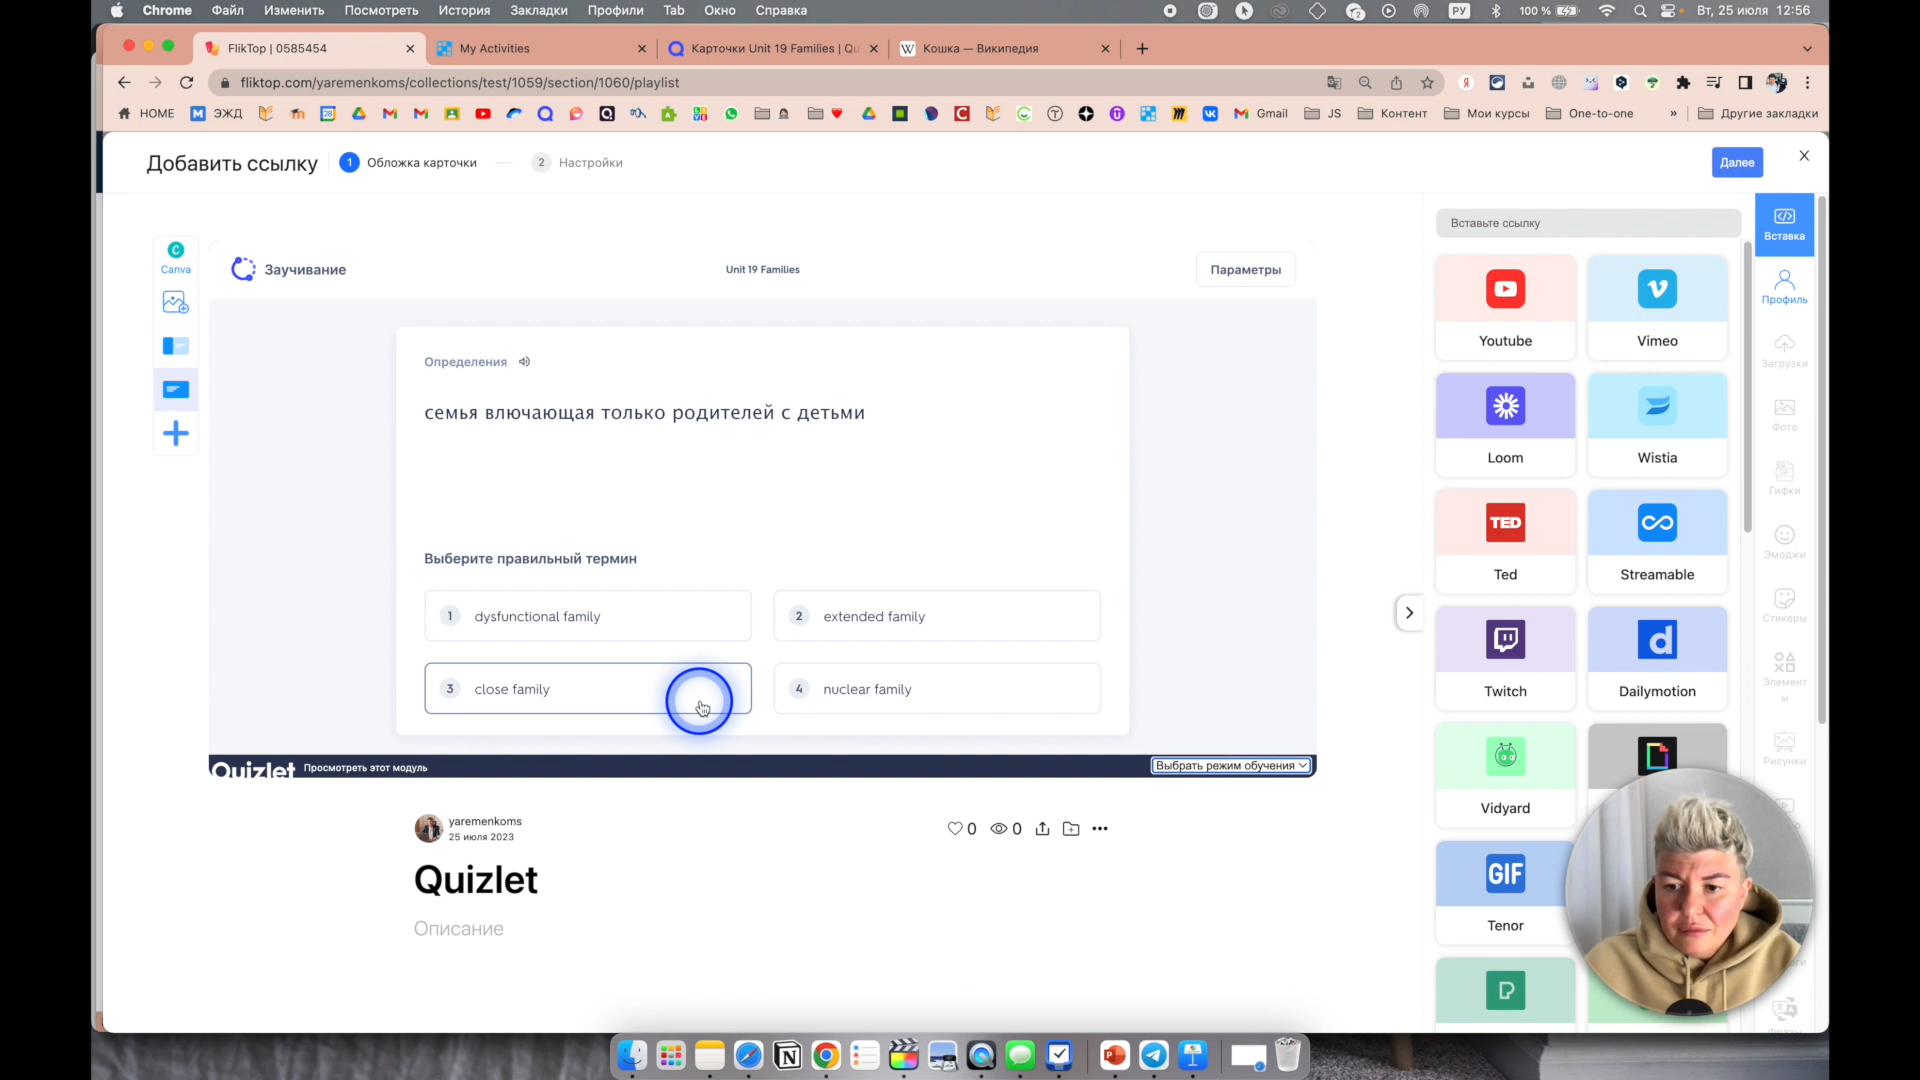 Chrome Файл Изменить Посмотреть История Закладки Профили Tab Окно Справка
РУ 100 % Вт, 25 июля 12:56
FlikTop | 0585454
My Activities
Карточки Unit 19 Families | Qu
Кошка — Википедия
fliktop.com/yaremenkoms/collections/test/1059/section/1060/playlist
HOME ЭЖД Gmail JS Контент Мои курсы One-to-one » Другие закладки
Добавить ссылку 1 Обложка карточки 2 Настройки
Далее
Canva
Заучивание
Unit 19 Families
Параметры
Определения
семья влючающая только родителей с детьми
Выберите правильный термин
1 dysfunctional family
2 extended family
3 close family
4 nuclear family
Quizlet Просмотреть этот модуль
Выбрать режим обучения
yaremenkoms
25 июля 2023
0 0
Quizlet
Описание
Вставьте ссылку
Youtube
Vimeo
Loom
Wistia
TED
Ted
Streamable
Twitch
Dailymotion
Vidyard
GIF
Tenor
Вставка
Профиль
Загрузки
Фото
Гифки
Эмоджи
Стикеры
Элемент
ы
Рисунки